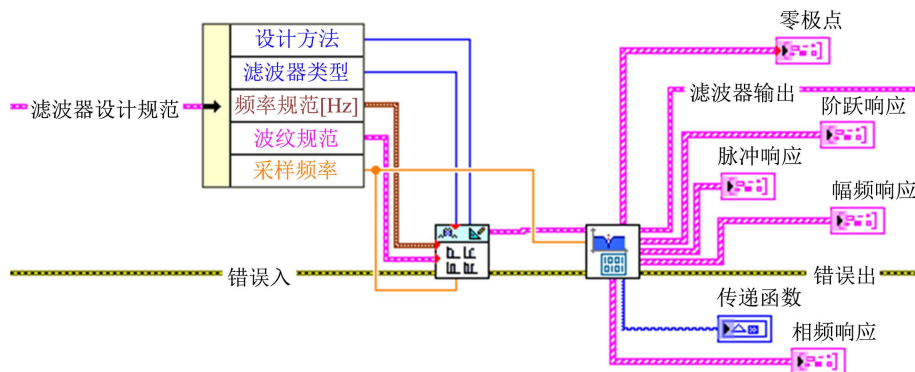 零极点
设计方法
滤波器类型
滤波器输出
滤波器设计规范
频率规范[Hz]
阶跃响应
波纹规范
脉冲响应
采样频率
幅频响应
错误入
错误出
传递函数
相频响应